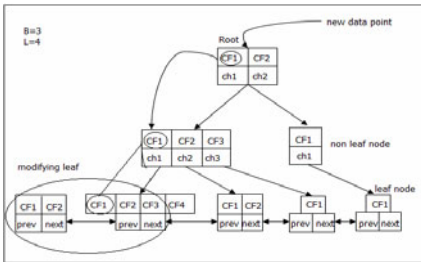 B=3
L=4
new data point
Root
CF1 CF2
ch1 ch2
CF1 CF2 CF3
ch1 ch2 ch3
CF1
ch1
non leaf node
modifying leaf
leaf node
CF1 CF2
prev next
CF1 CF2 CF3 CF4
prev next
CF1 CF2
prev next
CF1
prev next
CF1
prev next